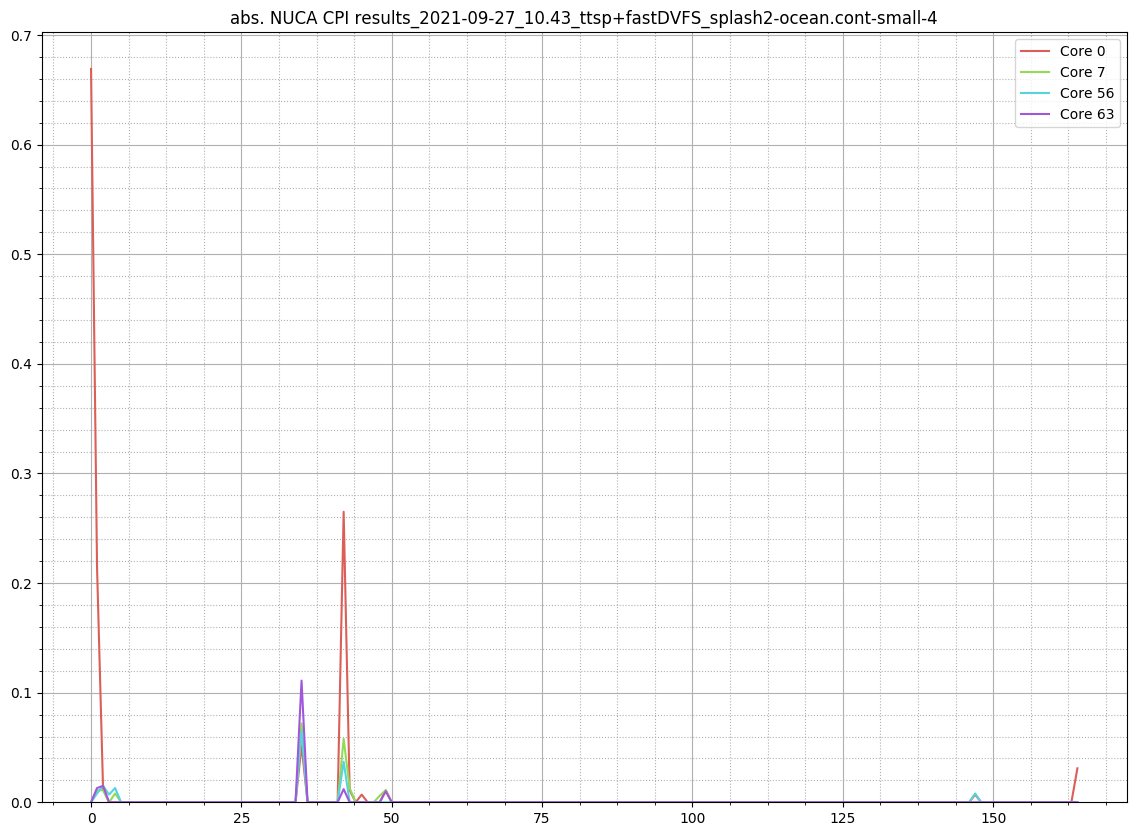 abs. NUCA CPI results_2021-09-27_10.43_ttsp+fastDVFS_splash2-ocean.cont-small-4
Core 0
Core 7
Core 56
Core 63
0.7
0.6
0.5
0.4
0.3
0.2
0.1
0.0
0 25 50 75 100 125 150